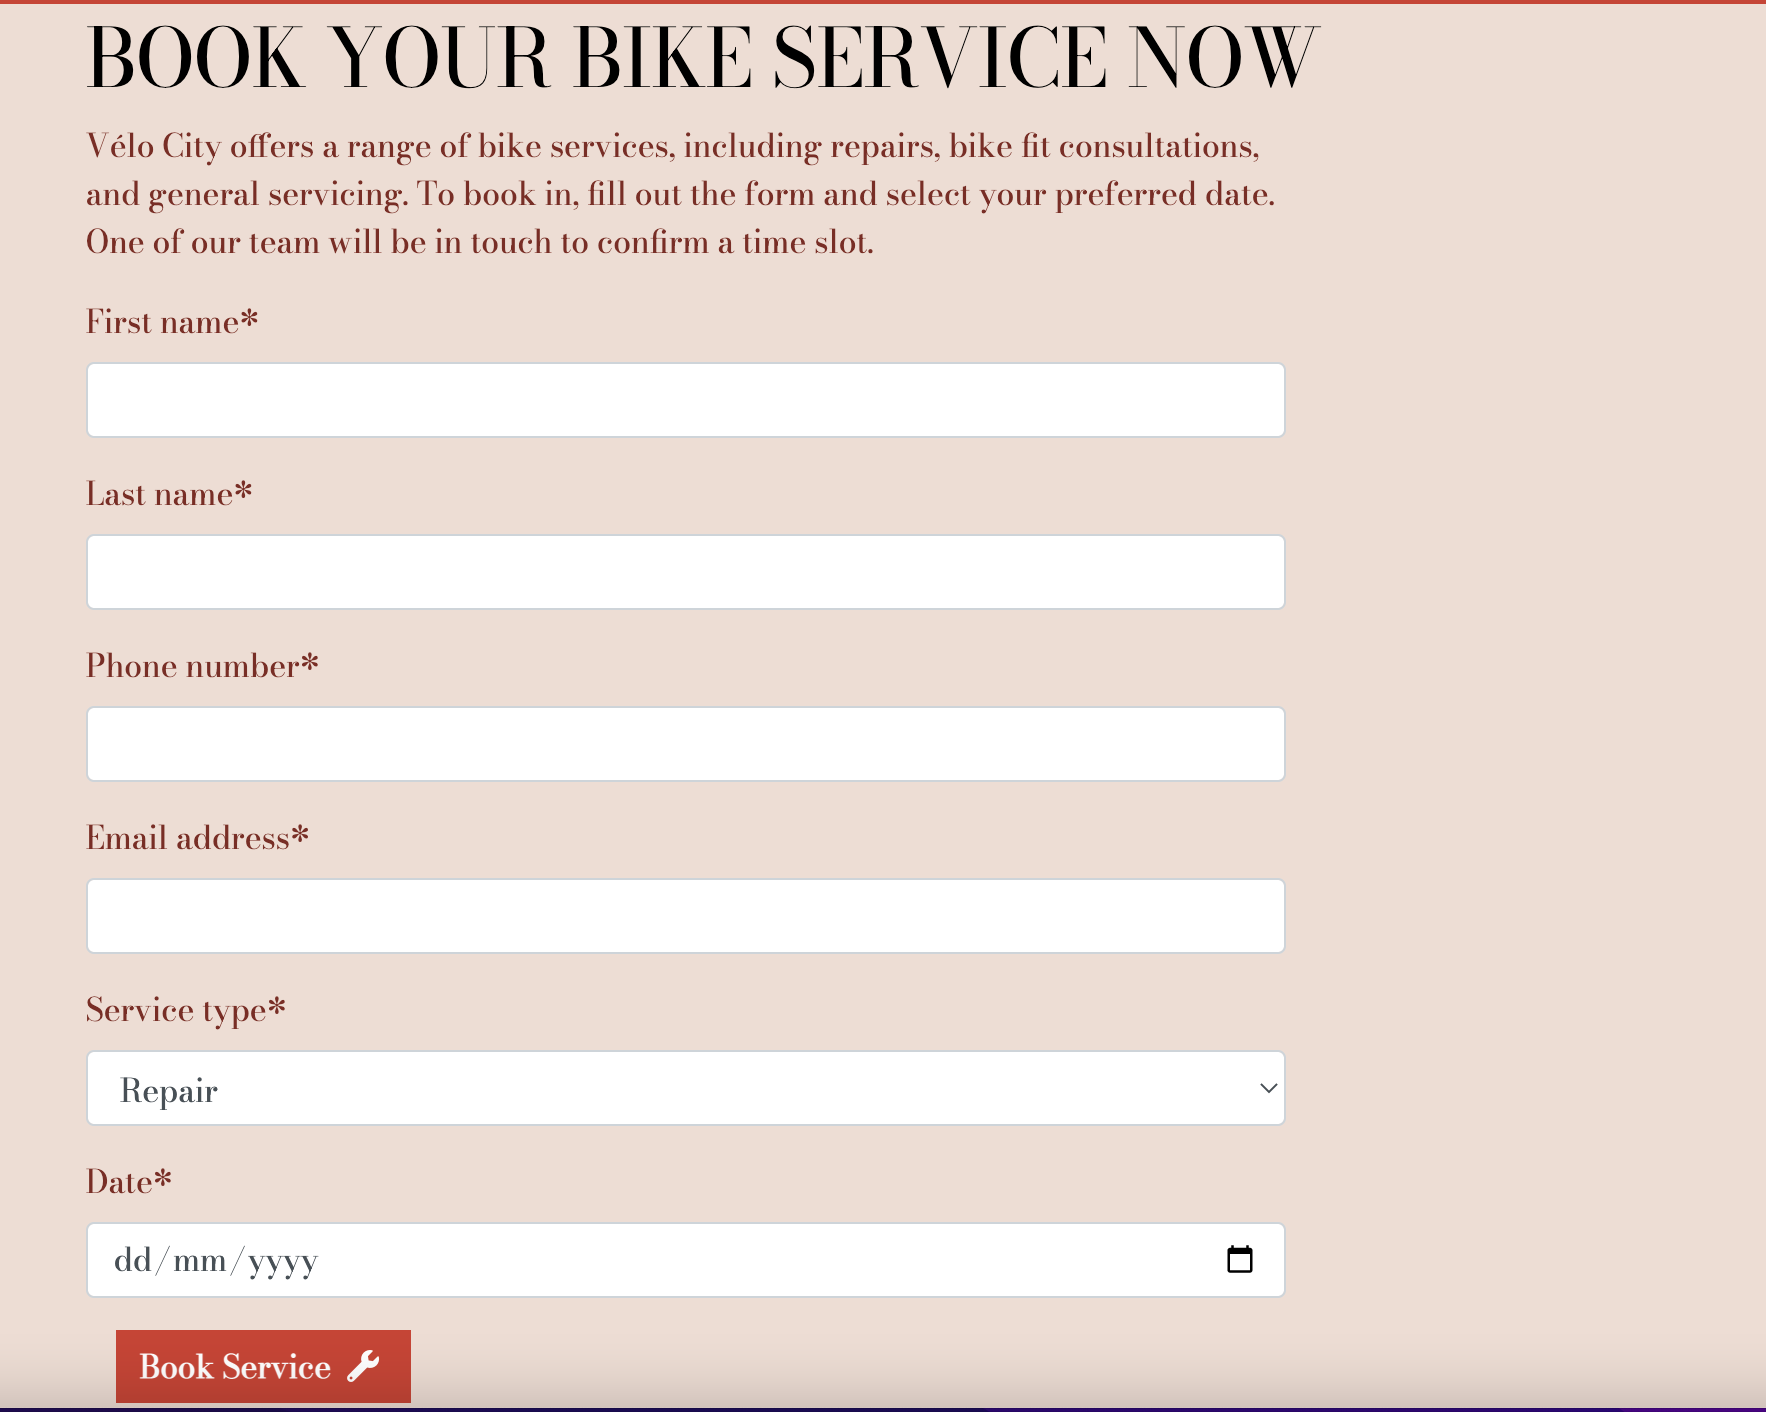 BOOK YOUR BIKE SERVICE NOW
Vélo City offers a range of bike services, including repairs, bike fit consultations,
and general servicing. To book in, fill out the form and select your preferred date.
One of our team will be in touch to confirm a time slot.
First name*
Last name*
Phone number*
Email address*
Service type*
Repair
Date*
dd/mm/yyyy
Book Service